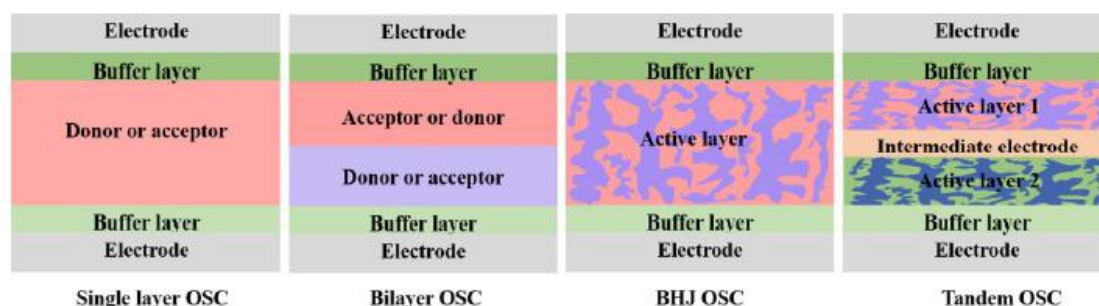 Electrode
Buffer layer
Donor or acceptor
Buffer layer
Electrode
Single layer OSC
Electrode
Buffer layer
Acceptor or donor
Donor or acceptor
Buffer layer
Electrode
Bilayer OSC
Electrode
Buffer layer
Active layer
Buffer layer
Electrode
BHJ OSC
Electrode
Buffer layer
Active layer 1
Intermediate electrode
Active layer 2
Buffer layer
Electrode
Tandem OSC